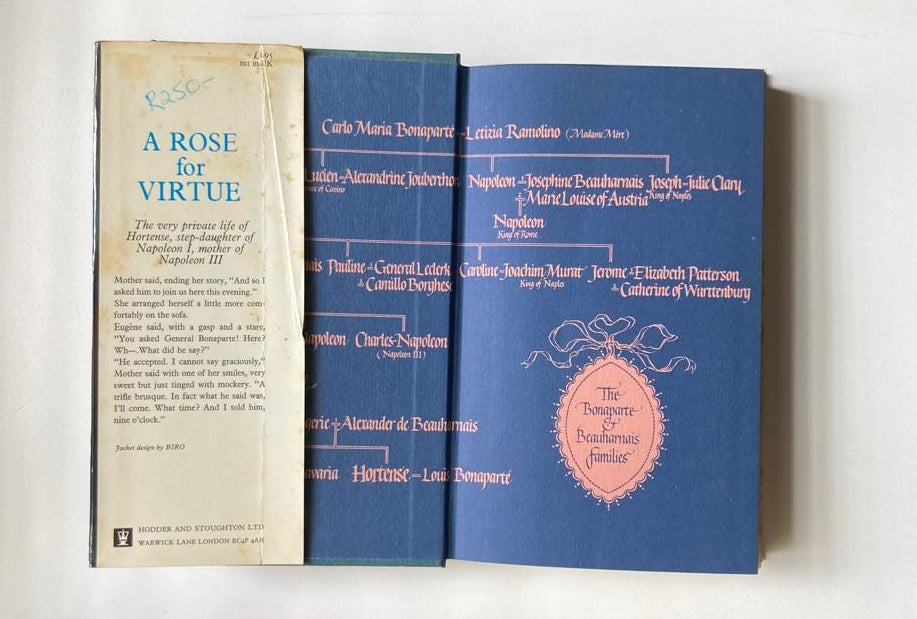 £1.95
net in UK
R250-
A ROSE
for
VIRTUE
The very private life of
Hortense, step-daughter of
Napoleon I, mother of
Napoleon III
Mother said, ending her story, "And so I
asked him to join us here this evening."
She arranged herself a little more com-
fortably on the sofa.
Eugène said, with a gasp and a stare,
"You asked General Bonaparte! Here?
Wh—What did he say?"
"He accepted. I cannot say graciously,"
Mother said with one of her smiles, very
sweet but just tinged with mockery. "A
trifle brusque. In fact what he said was,
I'll come. What time? And I told him,
nine o'clock."
Jacket design by BIRO
HODDER AND STOUGHTON LTD
WARWICK LANE LONDON EC4P 4AH
Carlo Maria Bonaparté Letizia Ramolino (Madame Mèré)
Lucien Alexandrine Jouberthon Napoleon Josephine Beauharnais Joseph Julie Clary
of Canino King of Naples
Marie Louise of Austria
Napoleon
King of Rome
Pauline General Leclerk Caroline Joachim Murat Jerome Elizabeth Patterson
King of Naples
Camillo Borghese Catherine of Wurttenburg
Charles-Napoleon
(Napoleon III)
Alexander de Beauharnais
Hortense Louis Bonaparté
The
Bonaparte
&
Beauharnais
families